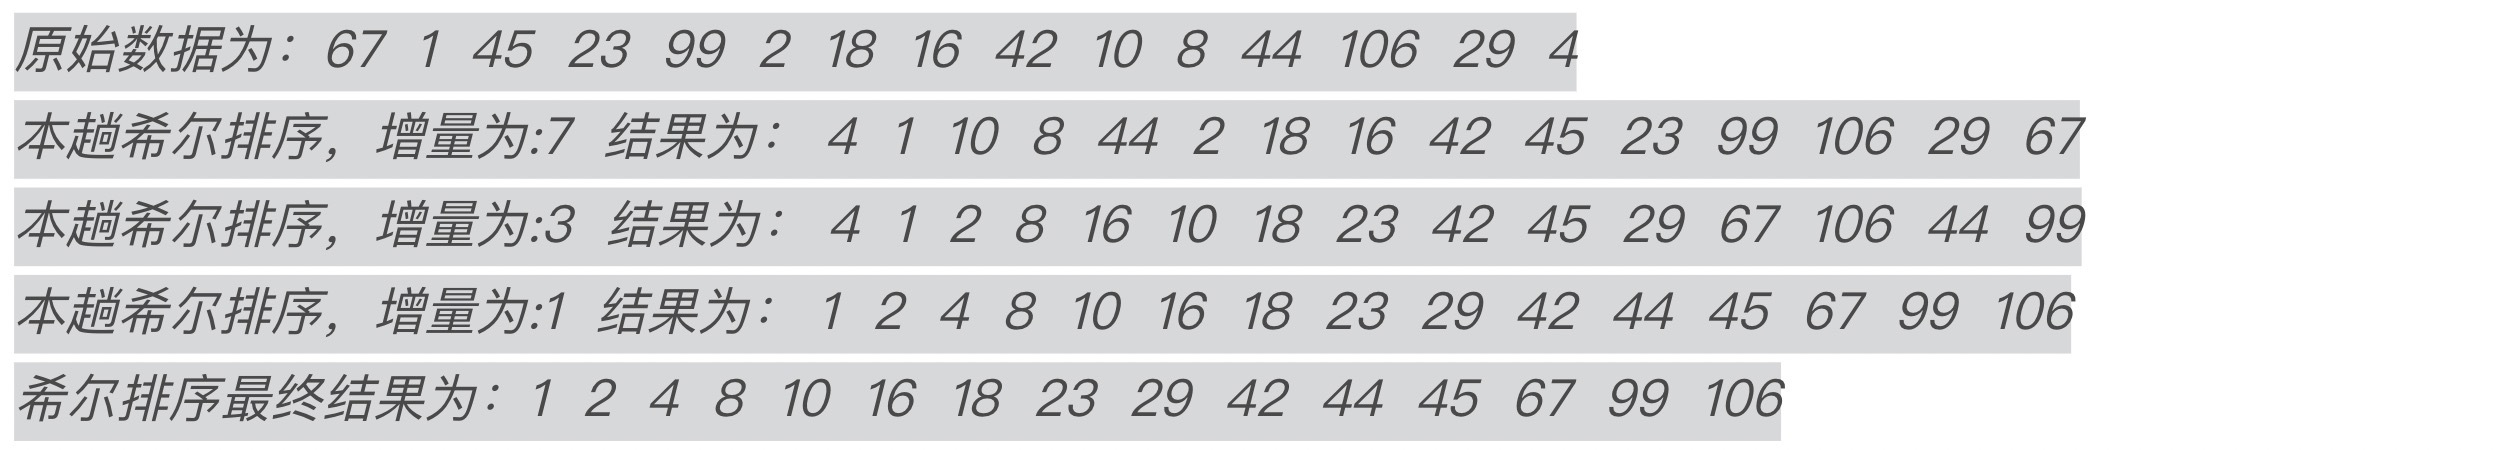 原始数据为： 67 1 45 23 99 2 18 16 42 10 8 44 106 29 4
本趟希尔排序，增量为:7 结果为： 4 1 10 8 44 2 18 16 42 45 23 99 106 29 67
本趟希尔排序，增量为:3 结果为： 4 1 2 8 16 10 18 23 42 45 29 67 106 44 99
本趟希尔排序，增量为:1 结果为： 1 2 4 8 10 16 18 23 29 42 44 45 67 99 106
希尔排序最终结果为：1 2 4 8 10 16 18 23 29 42 44 45 67 99 106